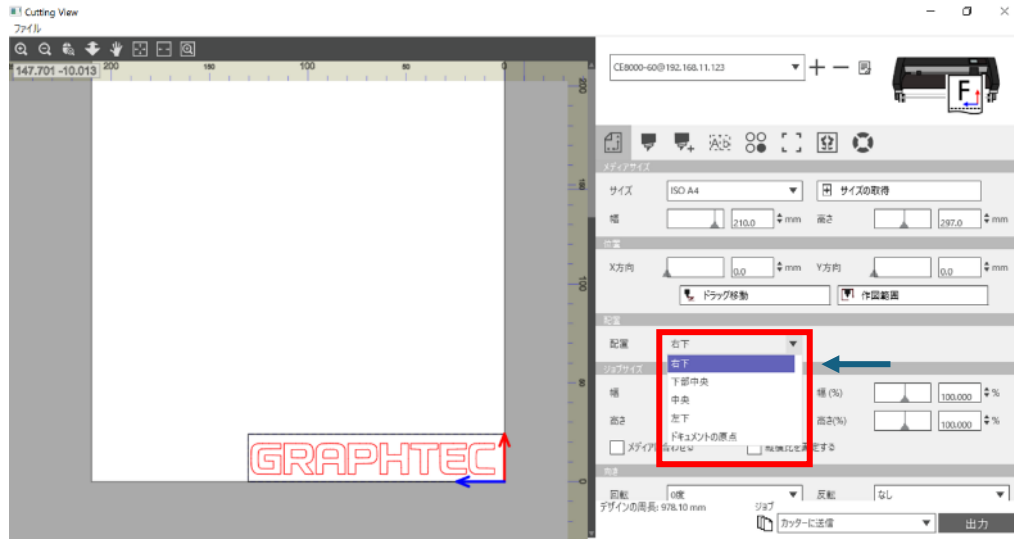 Cutting View
ファイル
147.701 -10.013
200 150 100 50 0
200
150
100
50
0
GRAPHTEC
CE8000-60@192.168.11.123
F
メディアサイズ
サイズ ISO A4 サイズの取得
幅 210.0 mm 高さ 297.0 mm
位置
X方向 0.0 mm Y方向 0.0 mm
ドラッグ移動 作図範囲
配置
配置 右下
右下
下部中央
中央
左下
ドキュメントの原点
ジョブサイズ
幅 幅 (%) 100.000 %
高さ 高さ(%) 100.000 %
向き
回転 0度 反転 なし
デザインの周長: 978.10 mm
ジョブ
カッターに送信 出力